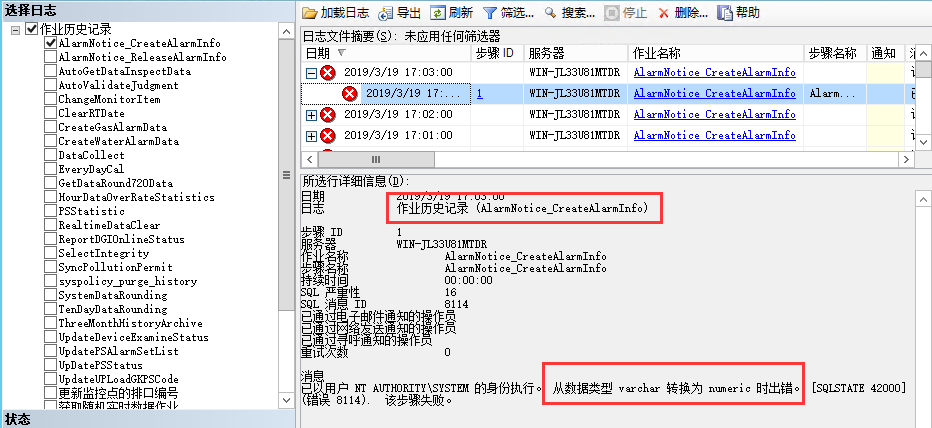 选择日志
作业历史记录
AlarmNotice_CreateAlarmInfo
AlarmNotice_ReleaseAlarmInfo
AutoGetDataInspectData
AutoValidateJudgment
ChangeMonitorItem
ClearRTDate
CreateGasAlarmData
CreateWaterAlarmData
DataCollect
EveryDayCal
GetDataRound720Data
HourDataOverRateStatistics
PSStatistic
RealtimeDataClear
ReportDGIOnlineStatus
SelectIntegrity
SyncPollutionPermit
syspolicy_purge_history
SystemDataRounding
TenDayDataRounding
ThreeMonthHistoryArchive
UpdateDeviceExamineStatus
UpdatePSAlarmSetList
UpDatePSStatus
UpdateUPLoadGKPSCode
更新监控点的排口编号
获取随机实时数据作业
状态
加载日志 导出 刷新 筛选... 搜索... 停止 删除... 帮助
日志文件摘要(S): 未应用任何筛选器
日期 步骤 ID 服务器 作业名称 步骤名称 通知
2019/3/19 17:03:00 WIN-JL33U81MTDR AlarmNotice_CreateAlarmInfo
2019/3/19 17:... 1 WIN-JL33U81MTDR AlarmNotice_CreateAlarmInfo Alarm...
2019/3/19 17:02:00 WIN-JL33U81MTDR AlarmNotice_CreateAlarmInfo
2019/3/19 17:01:00 WIN-JL33U81MTDR AlarmNotice_CreateAlarmInfo
所选行详细信息(D):
日期 2019/3/19 17:03:00
日志 作业历史记录 (AlarmNotice_CreateAlarmInfo)
步骤 ID 1
服务器 WIN-JL33U81MTDR
作业名称 AlarmNotice_CreateAlarmInfo
步骤名称 AlarmNotice_CreateAlarmInfo
持续时间 00:00:00
SQL 严重性 16
SQL 消息 ID 8114
已通过电子邮件通知的操作员
已通过网络发送通知的操作员
已通过寻呼通知的操作员
重试次数 0
消息
已以用户 NT AUTHORITY\SYSTEM 的身份执行。 从数据类型 varchar 转换为 numeric 时出错。 [SQLSTATE 42000]
(错误 8114). 该步骤失败。